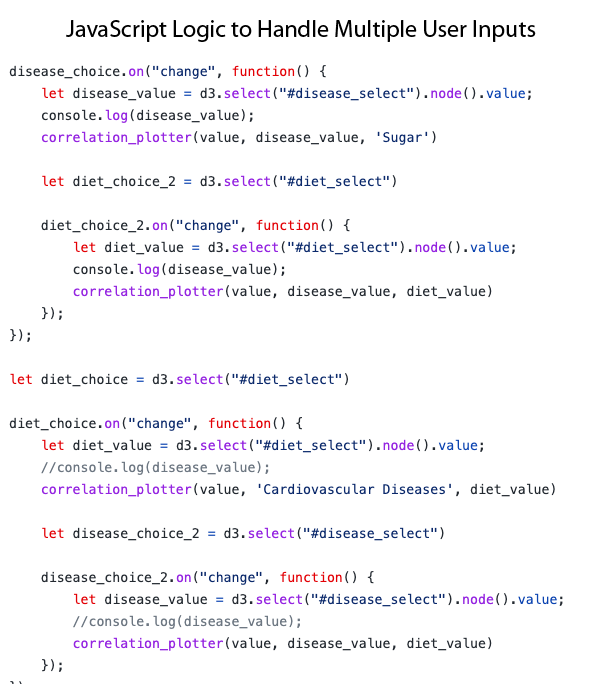 JavaScript Logic to Handle Multiple User Inputs
disease_choice.on("change", function() {
let disease_value = d3.select("#disease_select").node().value;
console.log(disease_value);
correlation_plotter(value, disease_value, 'Sugar')
let diet_choice_2 = d3.select("#diet_select")
diet_choice_2.on("change", function() {
let diet_value = d3.select("#diet_select").node().value;
console.log(disease_value);
correlation_plotter(value, disease_value, diet_value)
});
});
let diet_choice = d3.select("#diet_select")
diet_choice.on("change", function() {
let diet_value = d3.select("#diet_select").node().value;
//console.log(disease_value);
correlation_plotter(value, 'Cardiovascular Diseases', diet_value)
let disease_choice_2 = d3.select("#disease_select")
disease_choice_2.on("change", function() {
let disease_value = d3.select("#disease_select").node().value;
//console.log(disease_value);
correlation_plotter(value, disease_value, diet_value)
});